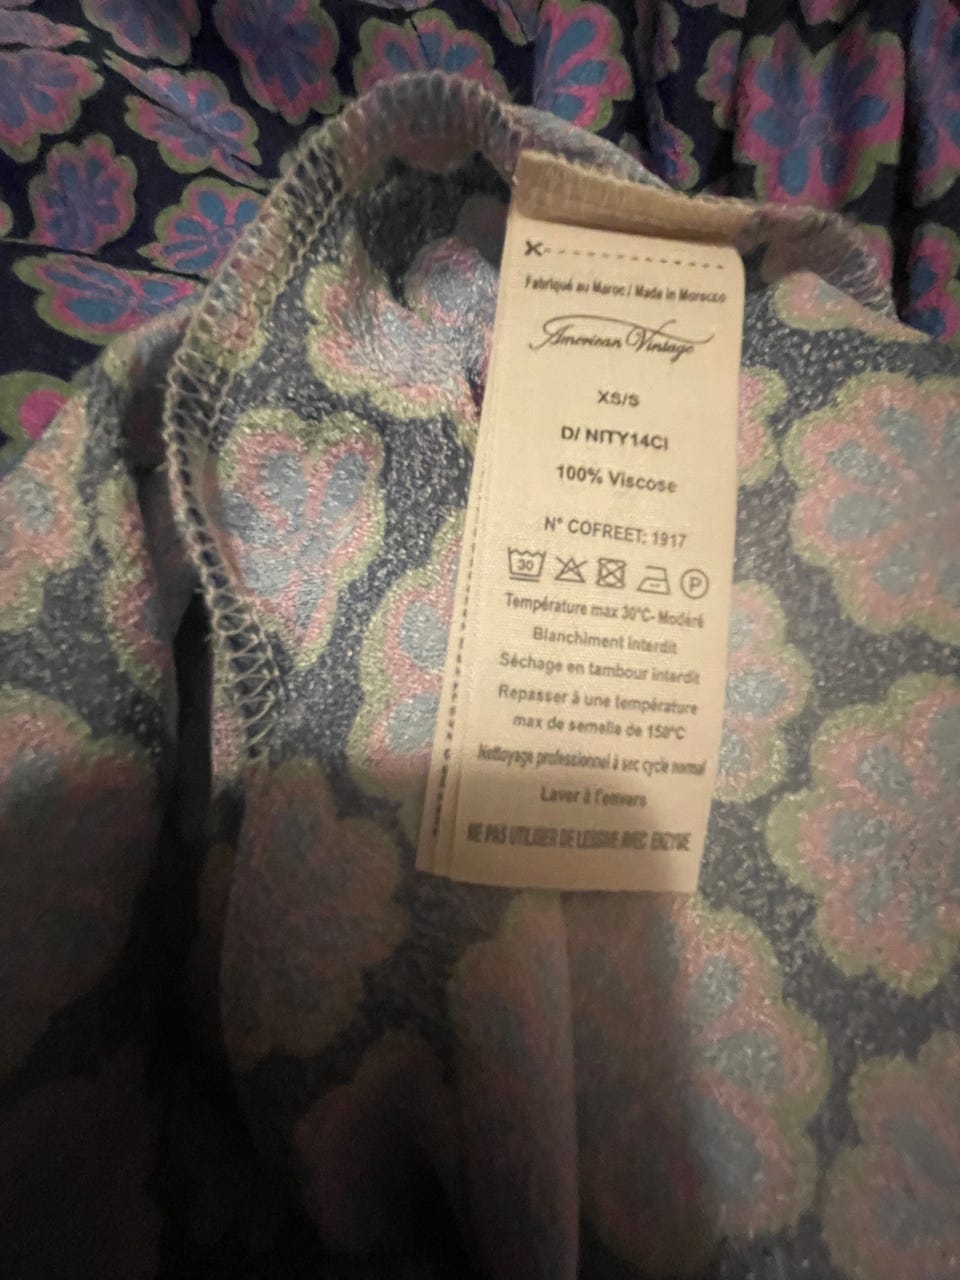 Fabriqué au Maroc / Made in Morocco
American Vintage
XS/S
D/ NITY14CI
100% Viscose
N° COFREET: 1917
30
P
Température max 30°C- Modéré
Blanchiment interdit
Séchage en tambour interdit
Repasser à une température
max de semelle de 150°C
Nettoyage professionnel à sec cycle normal
Laver à l'envers
NE PAS UTILISER DE LESSIVE AVEC ENZYME